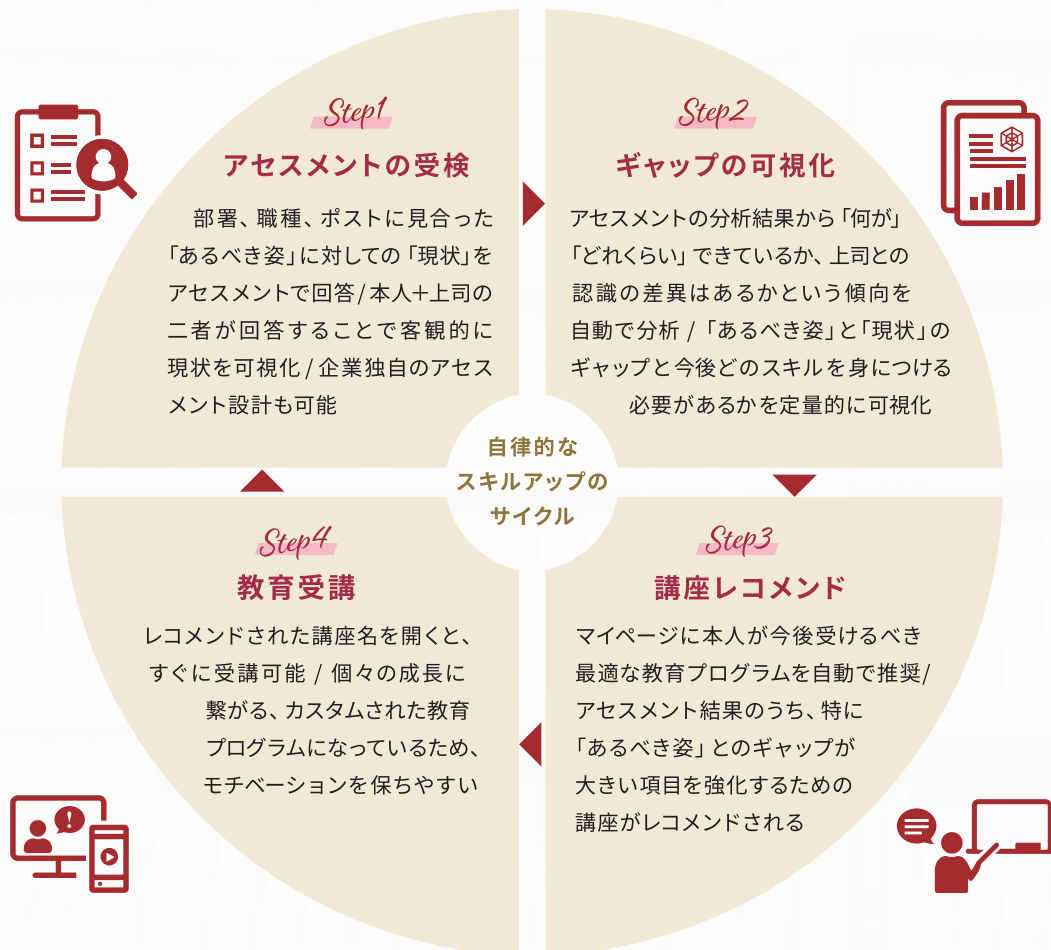 Step1
アセスメントの受検
部署、職種、ポストに見合った
「あるべき姿」に対しての「現状」を
アセスメントで回答/本人＋上司の
二者が回答することで客観的に
現状を可視化/企業独自のアセス
メント設計も可能
Step2
ギャップの可視化
アセスメントの分析結果から「何が」
「どれくらい」できているか、上司との
認識の差異はあるかという傾向を
自動で分析 / 「あるべき姿」と「現状」の
ギャップと今後どのスキルを身につける
必要があるかを定量的に可視化
自律的な
スキルアップの
サイクル
Step3
講座レコメンド
マイページに本人が今後受けるべき
最適な教育プログラムを自動で推奨/
アセスメント結果のうち、特に
「あるべき姿」とのギャップが
大きい項目を強化するための
講座がレコメンドされる
Step4
教育受講
レコメンドされた講座名を開くと、
すぐに受講可能 / 個々の成長に
繋がる、カスタムされた教育
プログラムになっているため、
モチベーションを保ちやすい